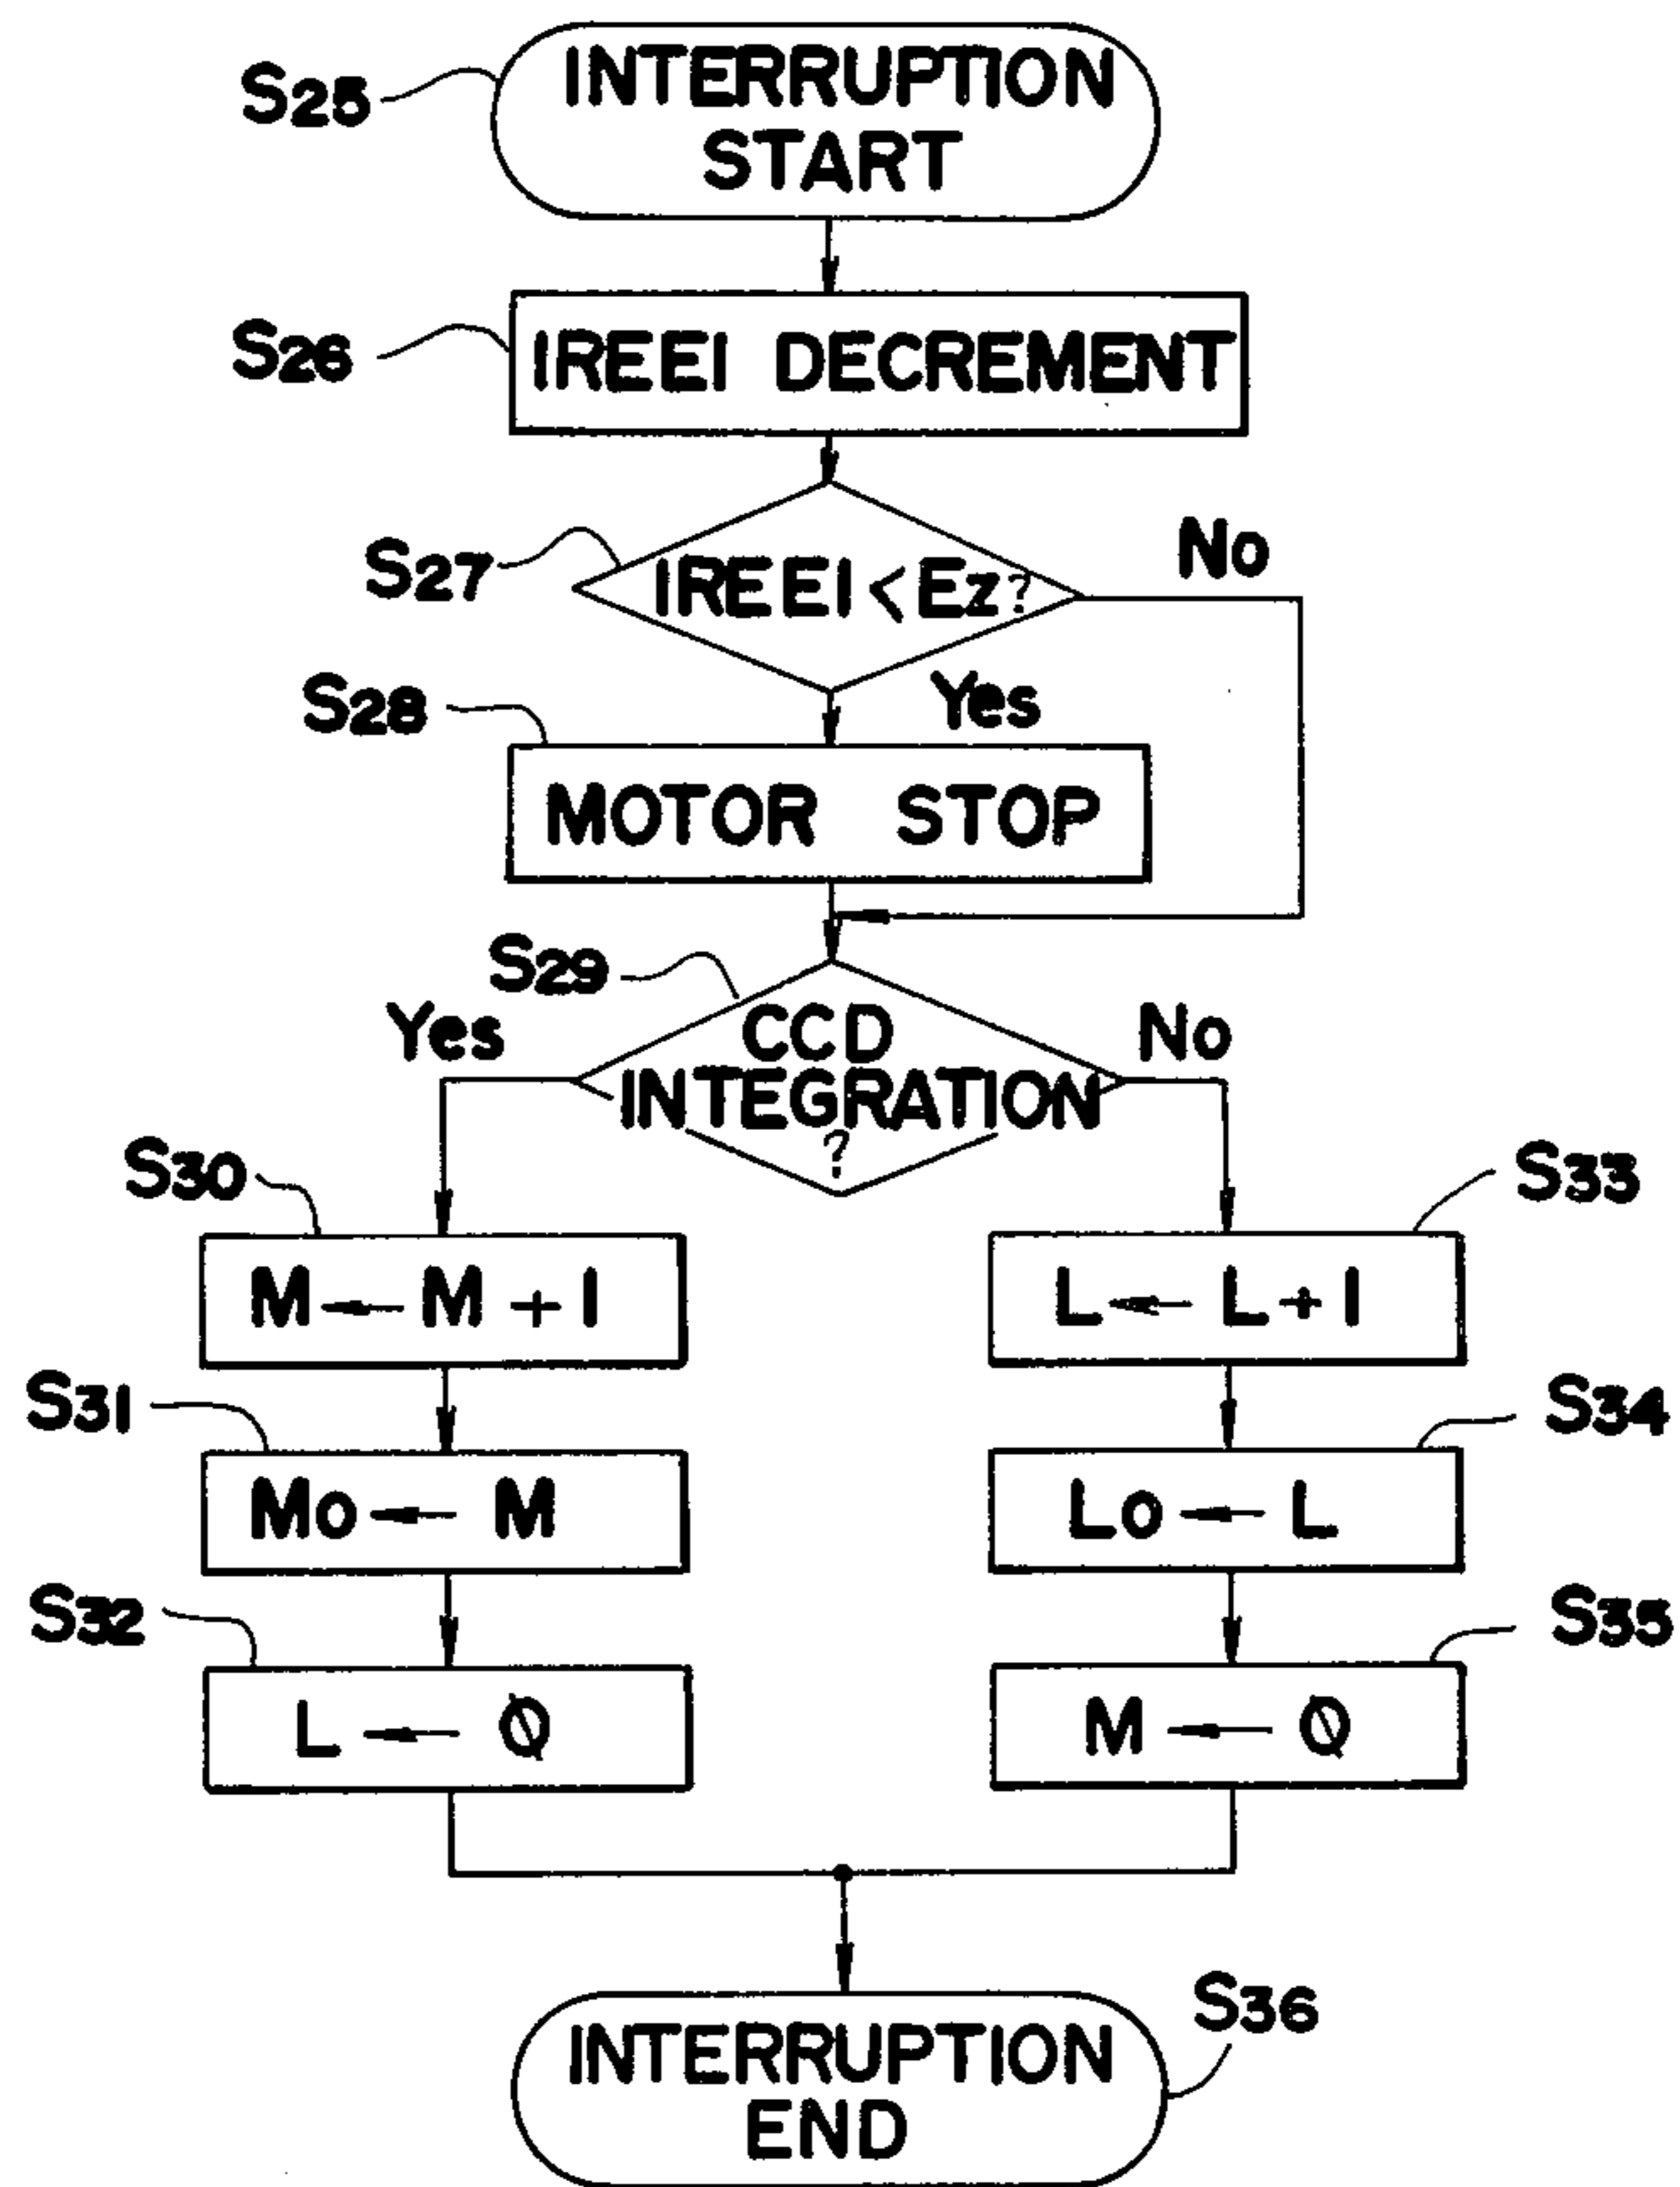 S25
INTERRUPTION
START
S26
IREEI DECREMENT
S27
IREEI<Ez?
No
Yes
S28
MOTOR STOP
S29
CCD
INTEGRATION
?
Yes
No
S30
M ← M + I
S33
L ← L + I
S31
Mo ← M
S34
Lo ← L
S32
L ← Ø
S35
M ← Ø
S36
INTERRUPTION
END